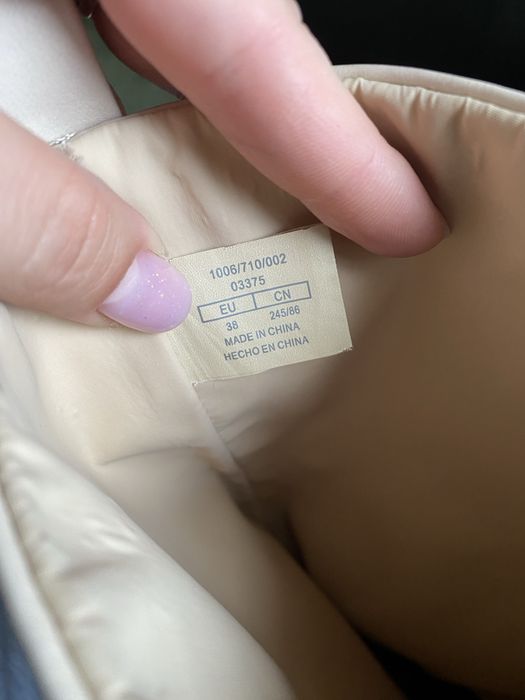 1006/710/002
03375
EU CN
38 245/86
MADE IN CHINA
HECHO EN CHINA